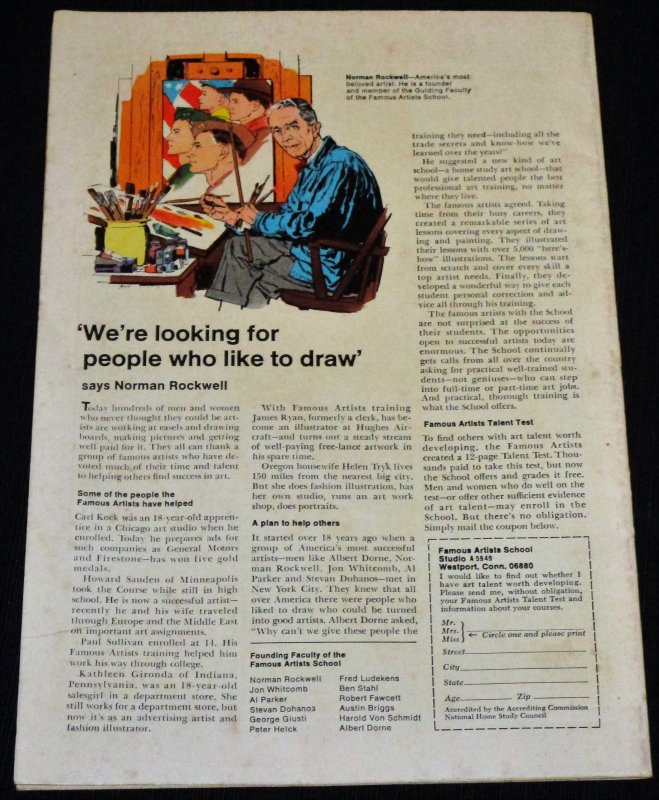 Norman Rockwell—America's most
beloved artist. He is a founder
and member of the Guiding Faculty
of the Famous Artists School.
'We're looking for
people who like to draw'
says Norman Rockwell
Today hundreds of men and women
who never thought they could be art-
ists are working at easels and drawing
boards, making pictures and getting
well paid for it. They all can thank a
group of famous artists who have de-
voted much of their time and talent
to helping others find success in art.
Some of the people the
Famous Artists have helped
Carl Kock was an 18-year-old appren-
tice in a Chicago art studio when he
enrolled. Today he prepares ads for
such companies as General Motors
and Firestone—has won five gold
medals.
Howard Sanden of Minneapolis
took the Course while still in high
school. He is now a successful artist—
recently he and his wife traveled
through Europe and the Middle East
on important art assignments.
Paul Sullivan enrolled at 14. His
Famous Artists training helped him
work his way through college.
Kathleen Gironda of Indiana,
Pennsylvania, was an 18-year-old
salesgirl in a department store. She
still works for a department store, but
now it's as an advertising artist and
fashion illustrator.
With Famous Artists training
James Ryan, formerly a clerk, has be-
come an illustrator at Hughes Air-
craft—and turns out a steady stream
of well-paying free-lance artwork in
his spare time.
Oregon housewife Helen Tryk lives
150 miles from the nearest big city.
But she does fashion illustration, has
her own studio, runs an art work
shop, does portraits.
A plan to help others
It started over 18 years ago when a
group of America's most successful
artists—men like Albert Dorne, Nor-
man Rockwell, Jon Whitcomb, Al
Parker and Stevan Dohanos—met in
New York City. They knew that all
over America there were people who
liked to draw who could be turned
into good artists. Albert Dorne asked,
"Why can't we give these people the
Founding Faculty of the
Famous Artists School
Norman Rockwell
Jon Whitcomb
Al Parker
Stevan Dohanos
George Giusti
Peter Helck
Fred Ludekens
Ben Stahl
Robert Fawcett
Austin Briggs
Harold Von Schmidt
Albert Dorne
training they need—including all the
trade secrets and know-how we've
learned over the years?"
He suggested a new kind of art
school—a home study art school—that
would give talented people the best
professional art training, no matter
where they live.
The famous artists agreed. Taking
time from their busy careers, they
created a remarkable series of art
lessons covering every aspect of draw-
ing and painting. They illustrated
their lessons with over 5,000 "here's-
how" illustrations. The lessons start
from scratch and cover every skill a
top artist needs. Finally, they de-
veloped a wonderful way to give each
student personal correction and ad-
vice all through his training.
The famous artists with the School
are not surprised at the success of
their students. The opportunities
open to successful artists today are
enormous. The School continually
gets calls from all over the country
asking for practical well-trained stu-
dents—not geniuses—who can step
into full-time or part-time art jobs.
And practical, thorough training is
what the School offers.
Famous Artists Talent Test
To find others with art talent worth
developing, the Famous Artists
created a 12-page Talent Test. Thou-
sands paid to take this test, but now
the School offers and grades it free.
Men and women who do well on the
test—or offer other sufficient evidence
of art talent—may enroll in the
School. But there's no obligation.
Simply mail the coupon below.
Famous Artists School
Studio A 5949
Westport, Conn. 06880
I would like to find out whether I
have art talent worth developing.
Please send me, without obligation,
your Famous Artists Talent Test and
information about your courses.
Mr.
Mrs. ← Circle one and please print
Miss
Street
City
State
Age Zip
Accredited by the Accrediting Commission
National Home Study Council